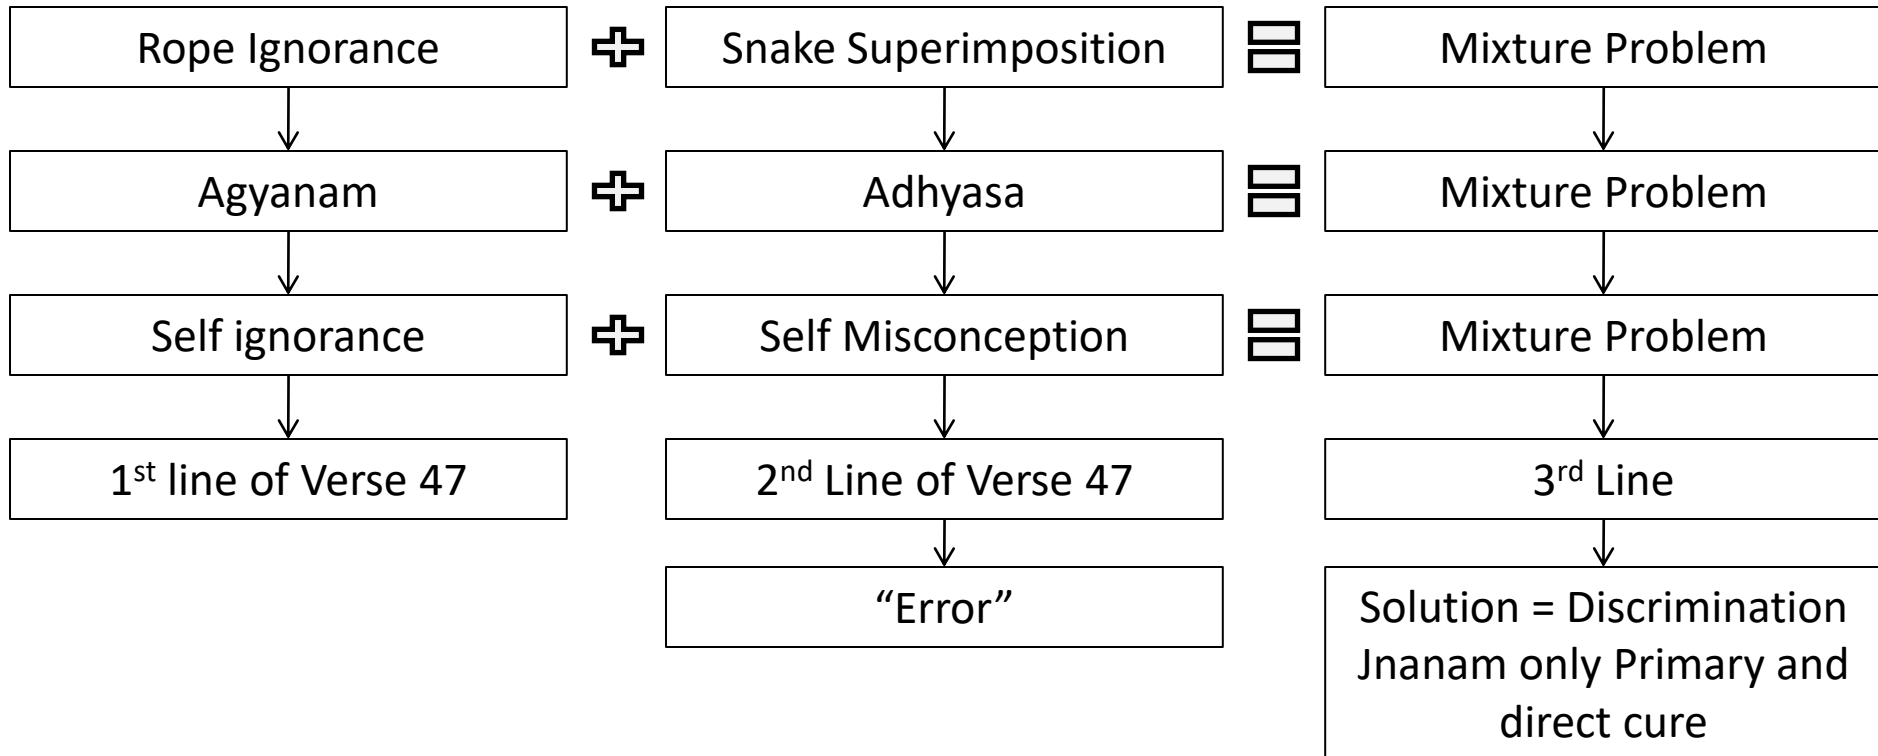 Rope Ignorance
Snake Superimposition
Mixture Problem
Agyanam
Adhyasa
Mixture Problem
Self ignorance
Self Misconception
Mixture Problem
1st line of Verse 47
2nd Line of Verse 47
3rd Line
“Error”
Solution = Discrimination
Jnanam only Primary and
direct cure